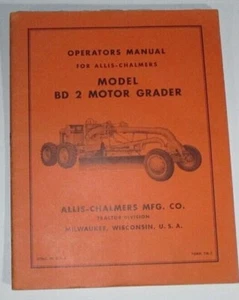 OPERATORS MANUAL
FOR ALLIS-CHALMERS
MODEL
BD 2 MOTOR GRADER
ALLIS-CHALMERS MFG. CO.
TRACTOR DIVISION
MILWAUKEE, WISCONSIN, U. S. A.